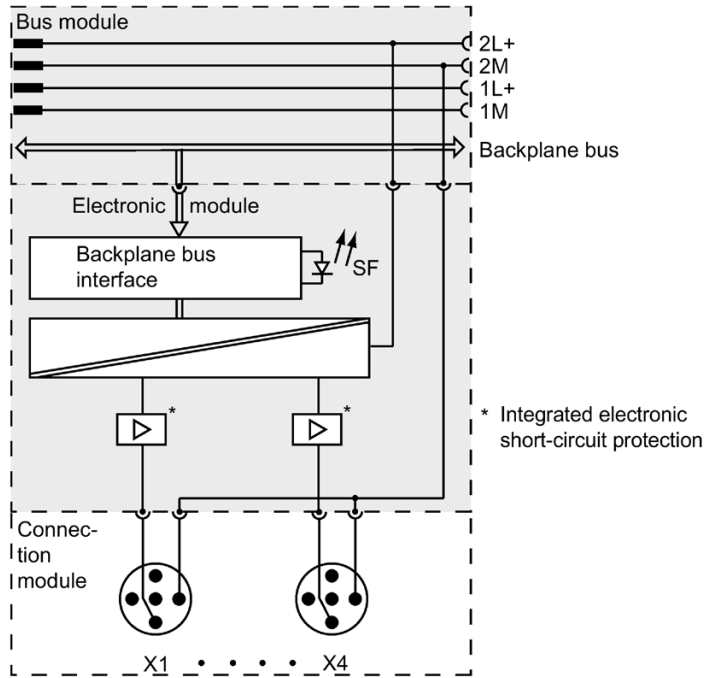 Bus module
2L+
2M
1L+
1M
Backplane bus
Electronic module
Backplane bus
interface
SF
*
*
* Integrated electronic
short-circuit protection
Connec-
tion
module
X1 • • • • X4